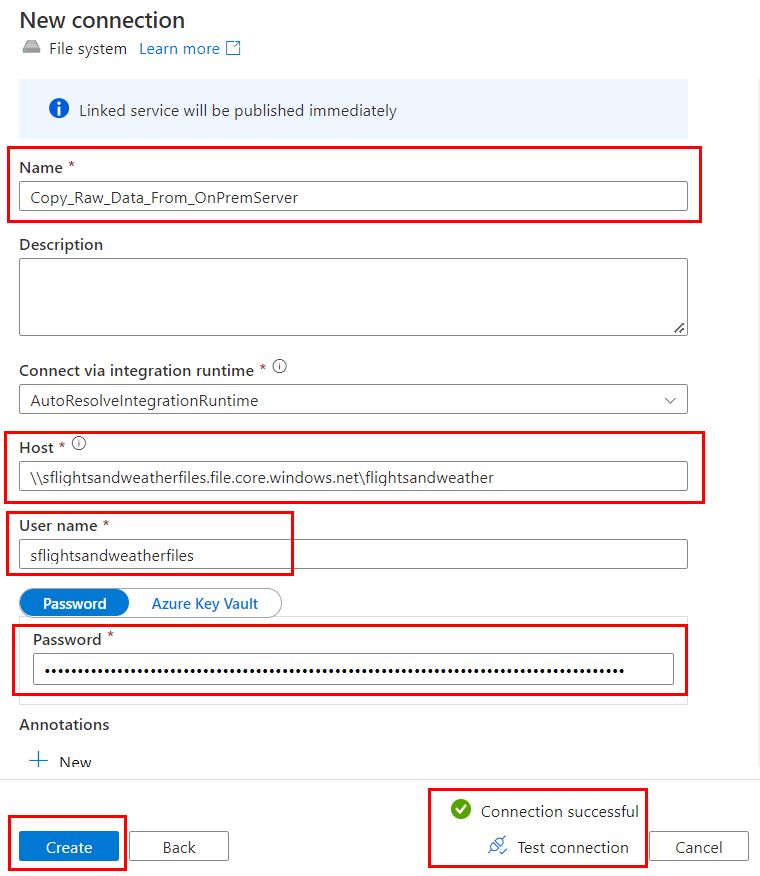 New connection
File system Learn more
Linked service will be published immediately
Name *
Copy_Raw_Data_From_OnPremServer
Description
Connect via integration runtime *
AutoResolveIntegrationRuntime
Host *
\\sflightsandweatherfiles.file.core.windows.net\flightsandweather
User name *
sflightsandweatherfiles
Password Azure Key Vault
Password *
Annotations
New
Connection successful
Create Back Test connection Cancel